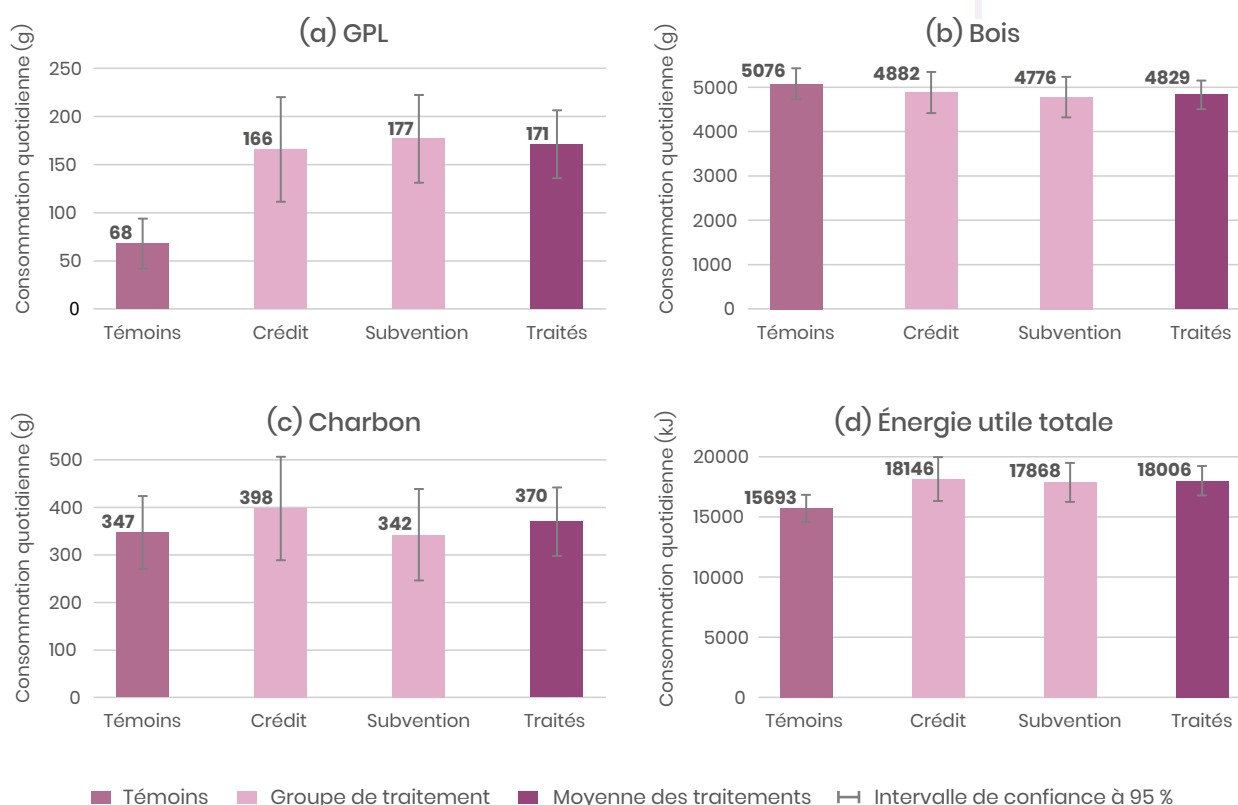 (a) GPL
Consommation quotidienne (g)
250
200
150
100
50
0
68
166
177
171
Témoins
Crédit
Subvention
Traités
(b) Bois
Consommation quotidienne (g)
5000
4000
3000
2000
1000
0
5076
4882
4776
4829
Témoins
Crédit
Subvention
Traités
(c) Charbon
Consommation quotidienne (g)
500
400
300
200
100
0
347
398
342
370
Témoins
Crédit
Subvention
Traités
(d) Énergie utile totale
Consommation quotidienne (kJ)
20000
15000
10000
5000
0
15693
18146
17868
18006
Témoins
Crédit
Subvention
Traités
Témoins
Groupe de traitement
Moyenne des traitements
Intervalle de confiance à 95 %